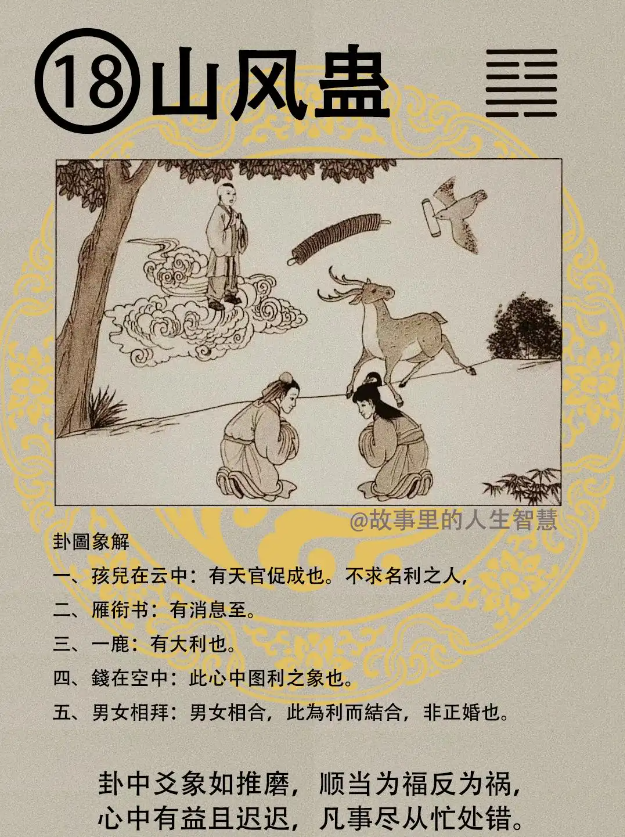 18 山风蛊
@故事里的人生智慧
卦圖象解
一、孩兒在云中：有天官促成也。不求名利之人，
二、雁衔书：有消息至。
三、一鹿：有大利也。
四、錢在空中：此心中图利之象也。
五、男女相拜：男女相合，此為利而結合，非正婚也。
卦中爻象如推磨，顺当为福反为祸，
心中有益且迟迟，凡事尽从忙处错。